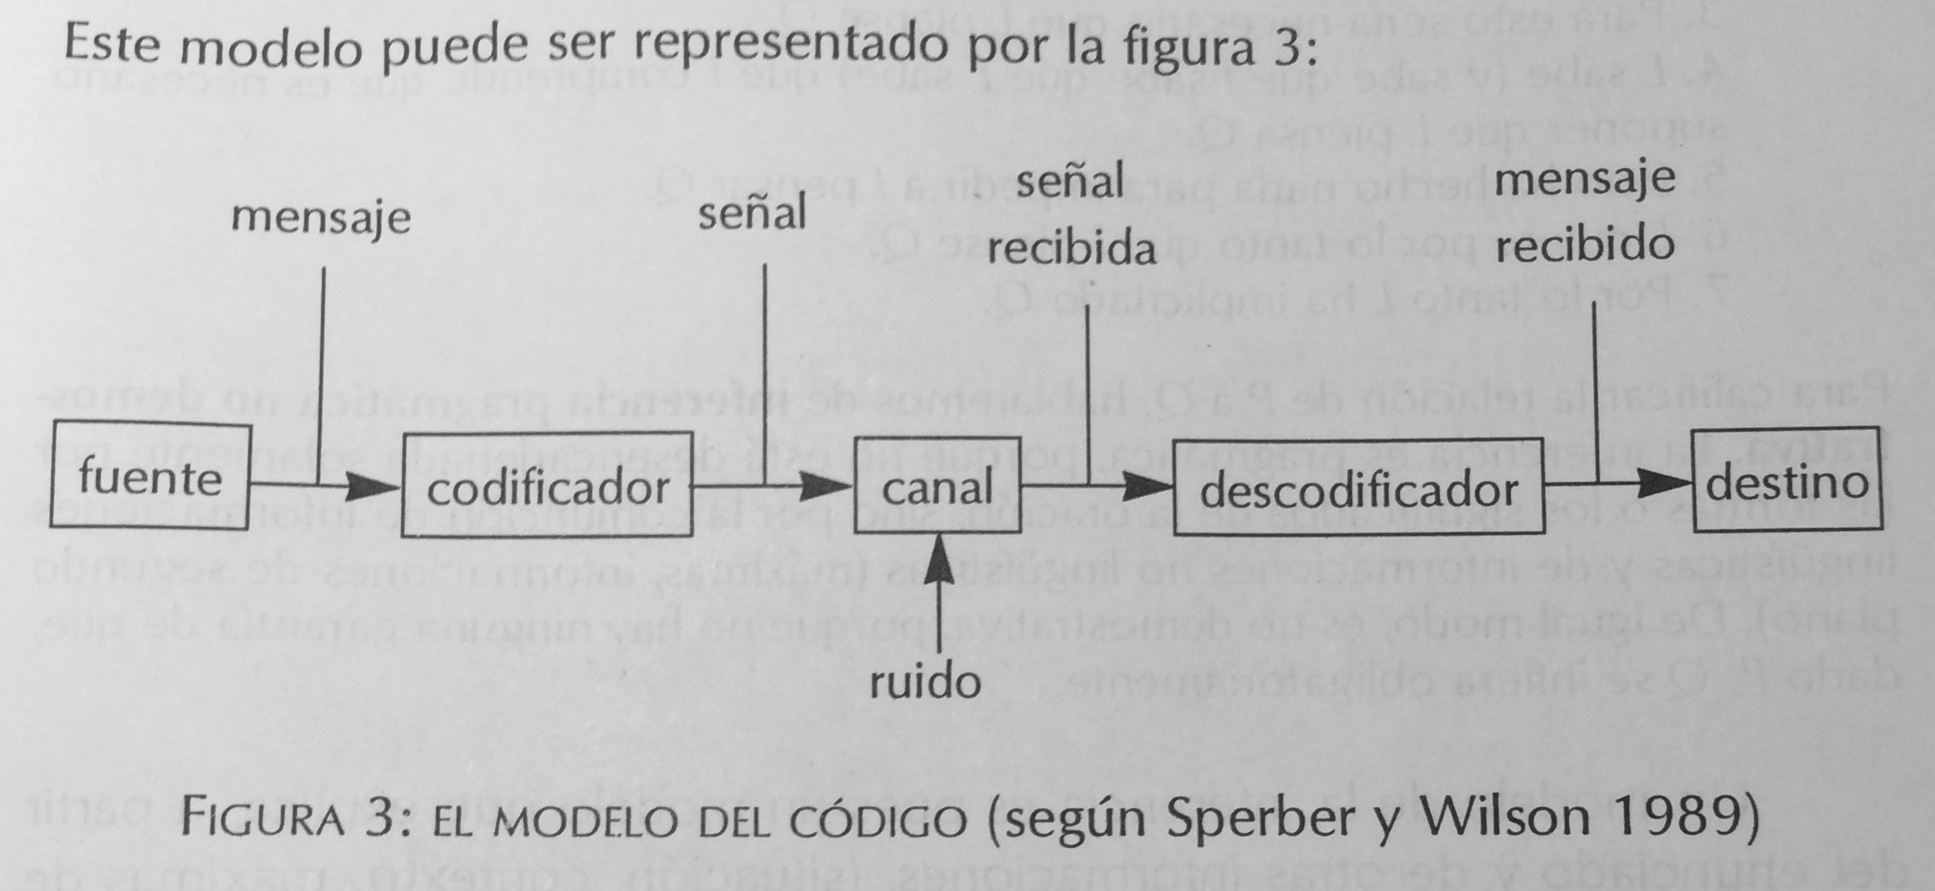 Este modelo puede ser representado por la figura 3:
mensaje
señal
señal
recibida
mensaje
recibido
fuente
codificador
canal
descodificador
destino
ruido
FIGURA 3: EL MODELO DEL CÓDIGO (según Sperber y Wilson 1989)